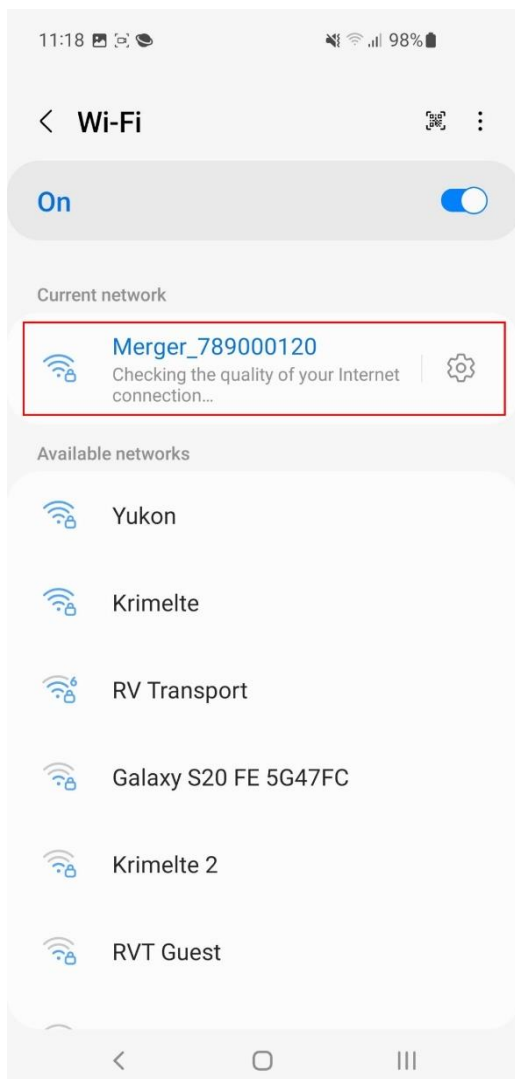 11:18 98%
Wi-Fi
On
Current network
Merger_789000120
Checking the quality of your Internet
connection...
Available networks
Yukon
Krimelte
6
RV Transport
Galaxy S20 FE 5G47FC
Krimelte 2
RVT Guest